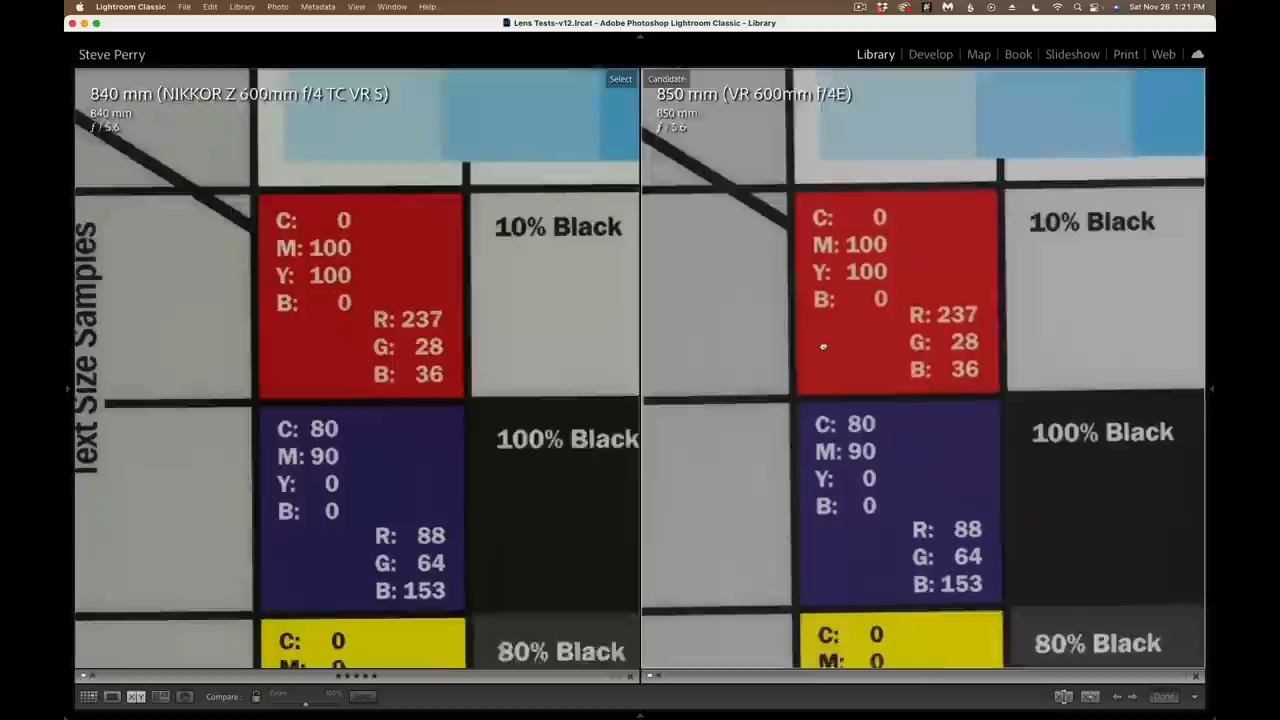 Lightroom Classic File Edit Library Photo Metadata View Window Help
Sat Nov 26 1:21 PM
Lens Tests-v12.lrcat - Adobe Photoshop Lightroom Classic - Library
Steve Perry
Library | Develop | Map | Book | Slideshow | Print | Web
Select
840 mm (NIKKOR Z 600mm f/4 TC VR S)
840 mm
f / 5.6
Text Size Samples
C: 0
M: 100
Y: 100
B: 0
R: 237
G: 28
B: 36
10% Black
C: 80
M: 90
Y: 0
B: 0
R: 88
G: 64
B: 153
100% Black
C: 0
M: 0
80% Black
Candidate
850 mm (VR 600mm f/4E)
850 mm
f / 5.6
C: 0
M: 100
Y: 100
B: 0
R: 237
G: 28
B: 36
10% Black
C: 80
M: 90
Y: 0
B: 0
R: 88
G: 64
B: 153
100% Black
C: 0
M: 0
80% Black
Compare :
Zoom
100%
Done